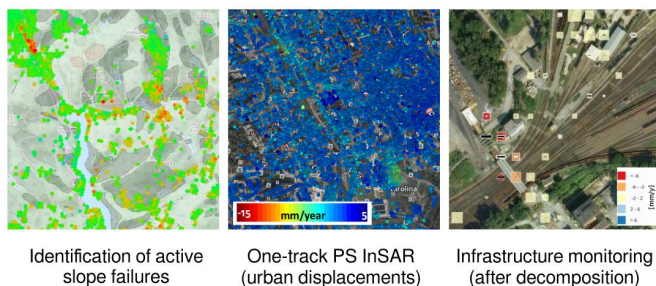 -15
mm/year
5
Carolina
[mm/y]
< -6
-6 - -2
-2 - 2
2 - 6
> 6
Identification of active
slope failures
One-track PS InSAR
(urban displacements)
Infrastructure monitoring
(after decomposition)